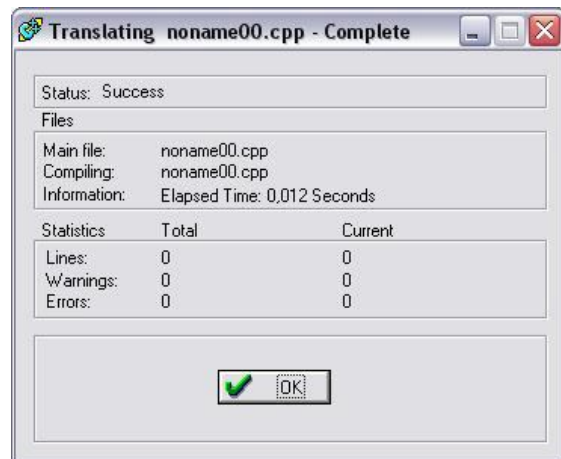 Translating noname00.cpp - Complete
Status: Success
Files
Main file: noname00.cpp
Compiling: noname00.cpp
Information: Elapsed Time: 0,012 Seconds
Statistics Total Current
Lines: 0 0
Warnings: 0 0
Errors: 0 0
OK